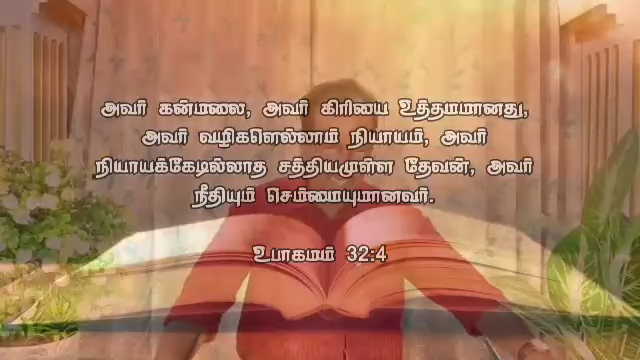 அவர் கன்மலை, அவர் கிரியை உத்தமமானது,
அவர் வழிகளெல்லாம் நியாயம், அவர்
நியாயக்கேடில்லாத சத்தியமுள்ள தேவன், அவர்
நீதியும் செம்மையுமானவர்.
உபாகமம் 32:4